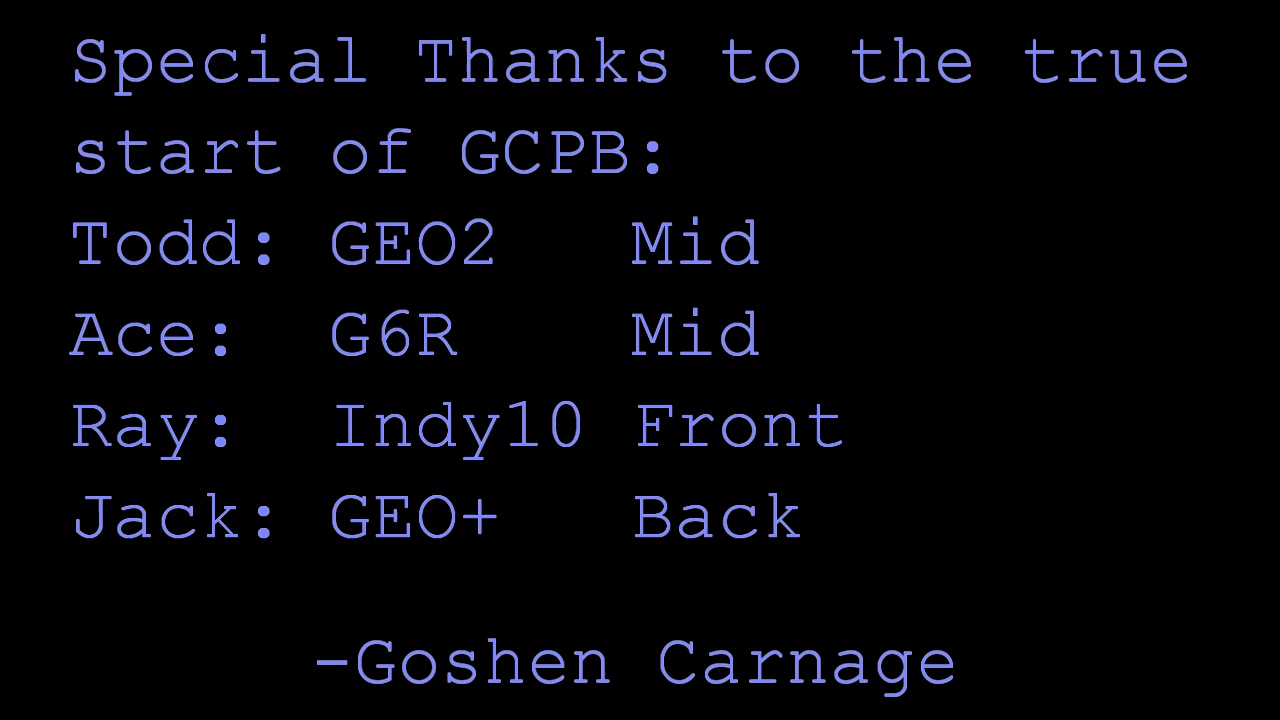 Special Thanks to the true
start of GCPB:
Todd: GEO2   Mid
Ace:  G6R    Mid
Ray:  Indy10 Front
Jack: GEO+   Back
-Goshen Carnage